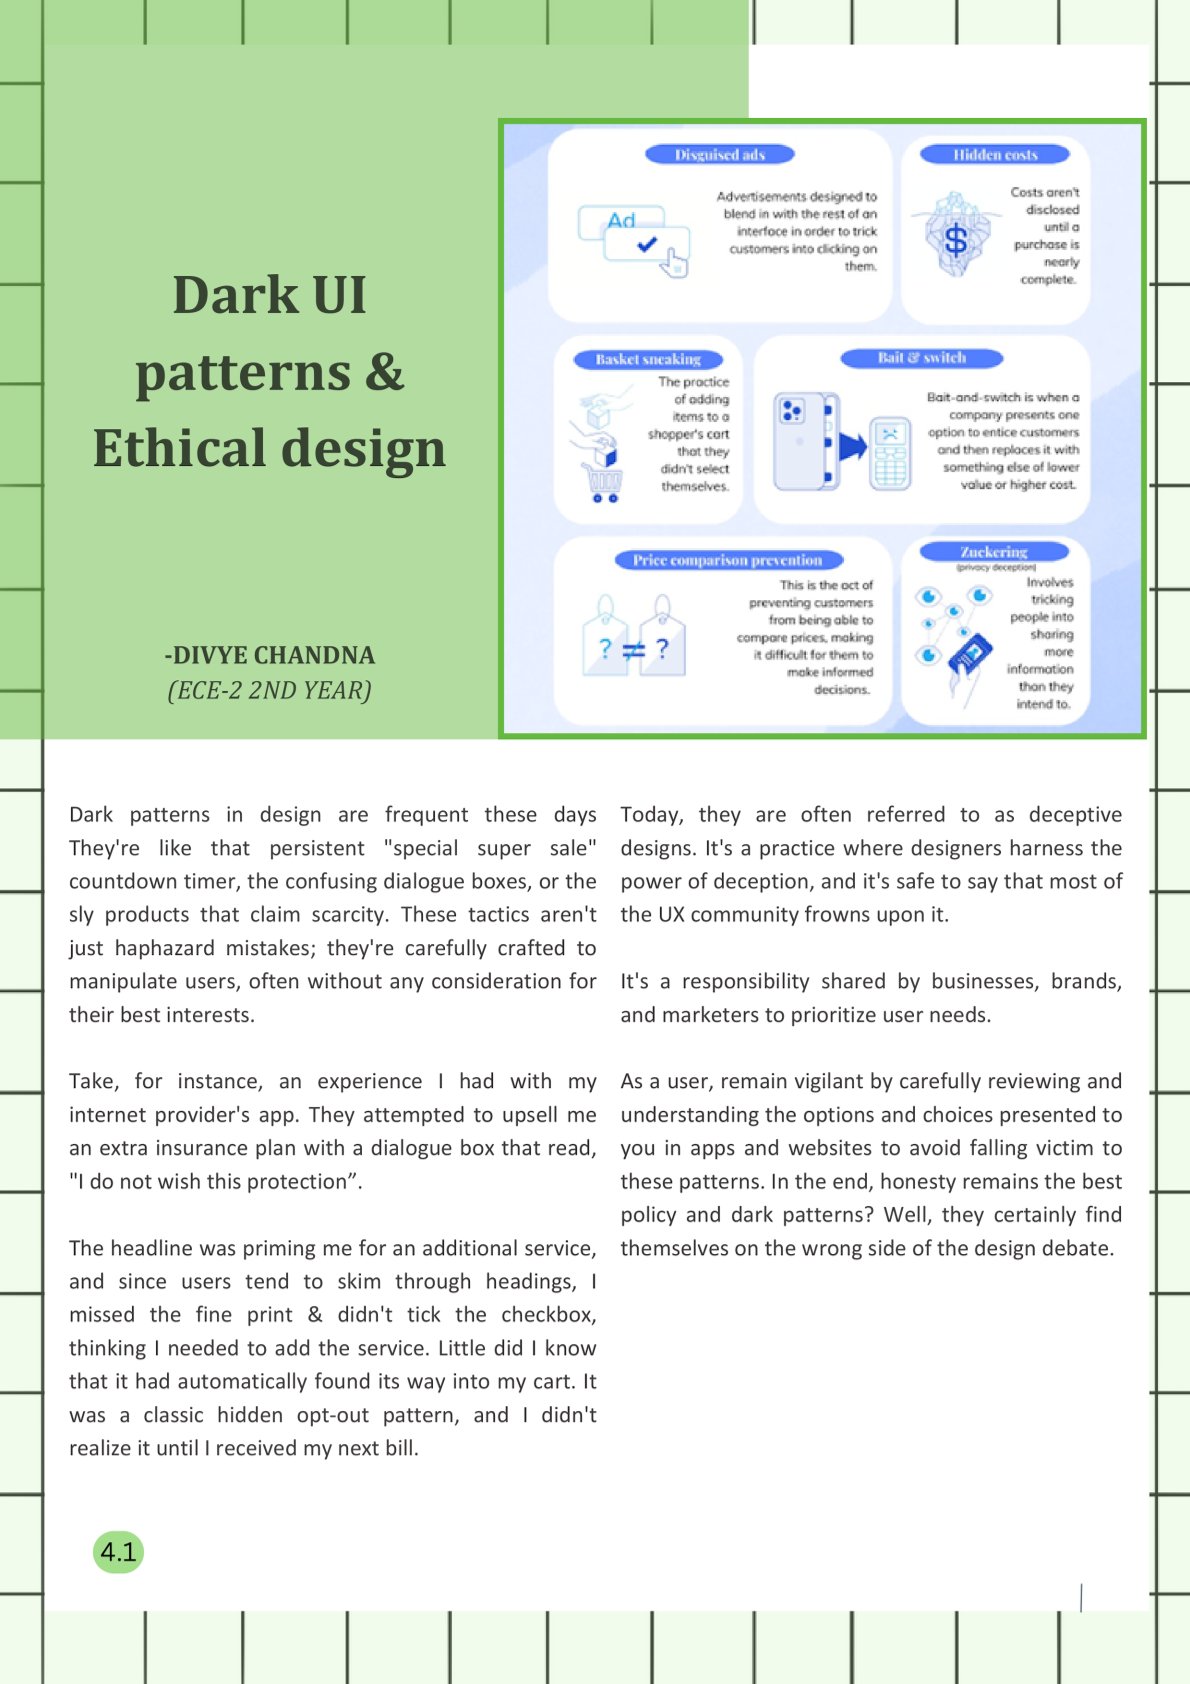 Dark UI
patterns &
Ethical design
-DIVYE CHANDNA
(ECE-2 2ND YEAR)
Disguised ads
Ad
Advertisements designed to
blend in with the rest of an
interface in order to trick
customers into clicking on
them.
Hidden costs
$
Costs aren't
disclosed
until a
purchase is
nearly
complete.
Basket sneaking
The practice
of adding
items to a
shopper's cart
that they
didn't select
themselves.
Bait & switch
Bait-and-switch is when a
company presents one
option to entice customers
and then replaces it with
something else of lower
value or higher cost.
Price comparison prevention
? ≠ ?
This is the act of
preventing customers
from being able to
compare prices, making
it difficult for them to
make informed
decisions.
Zuckering
(privacy deception)
Involves
tricking
people into
sharing
more
information
than they
intend to.
Dark patterns in design are frequent these days
They're like that persistent "special super sale"
countdown timer, the confusing dialogue boxes, or the
sly products that claim scarcity. These tactics aren't
just haphazard mistakes; they're carefully crafted to
manipulate users, often without any consideration for
their best interests.
Take, for instance, an experience I had with my
internet provider's app. They attempted to upsell me
an extra insurance plan with a dialogue box that read,
"I do not wish this protection”.
The headline was priming me for an additional service,
and since users tend to skim through headings, I
missed the fine print & didn't tick the checkbox,
thinking I needed to add the service. Little did I know
that it had automatically found its way into my cart. It
was a classic hidden opt-out pattern, and I didn't
realize it until I received my next bill.
Today, they are often referred to as deceptive
designs. It's a practice where designers harness the
power of deception, and it's safe to say that most of
the UX community frowns upon it.
It's a responsibility shared by businesses, brands,
and marketers to prioritize user needs.
As a user, remain vigilant by carefully reviewing and
understanding the options and choices presented to
you in apps and websites to avoid falling victim to
these patterns. In the end, honesty remains the best
policy and dark patterns? Well, they certainly find
themselves on the wrong side of the design debate.
4.1